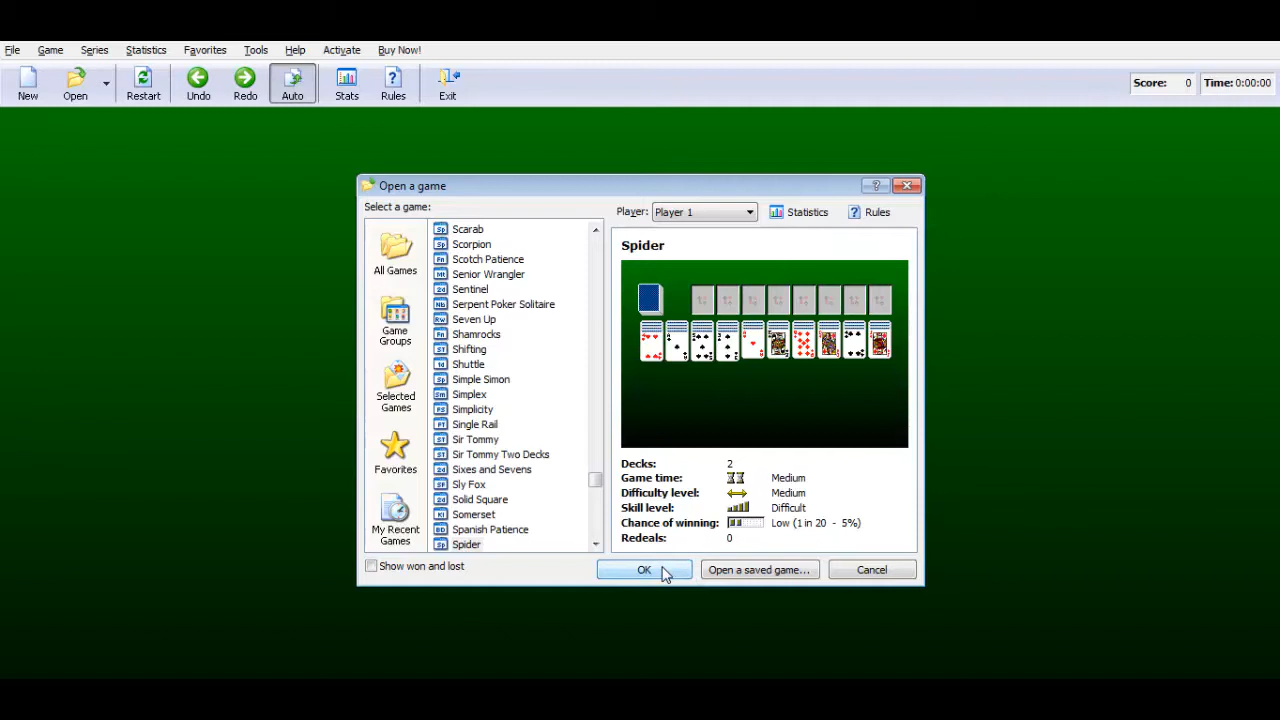 File Game Series Statistics Favorites Tools Help Activate Buy Now!
New Open Restart Undo Redo Auto Stats Rules Exit Score: 0 Time: 0:00:00
Open a game
Select a game:
Player: Player 1 Statistics Rules
All Games
Game Groups
Selected Games
Favorites
My Recent Games
Scarab
Scorpion
Scotch Patience
Senior Wrangler
Sentinel
Serpent Poker Solitaire
Seven Up
Shamrocks
Shifting
Shuttle
Simple Simon
Simplex
Simplicity
Single Rail
Sir Tommy
Sir Tommy Two Decks
Sixes and Sevens
Sly Fox
Solid Square
Somerset
Spanish Patience
Spider
Spider
Decks: 2
Game time: Medium
Difficulty level: Medium
Skill level: Difficult
Chance of winning: Low (1 in 20 - 5%)
Redeals: 0
Show won and lost
OK Open a saved game... Cancel